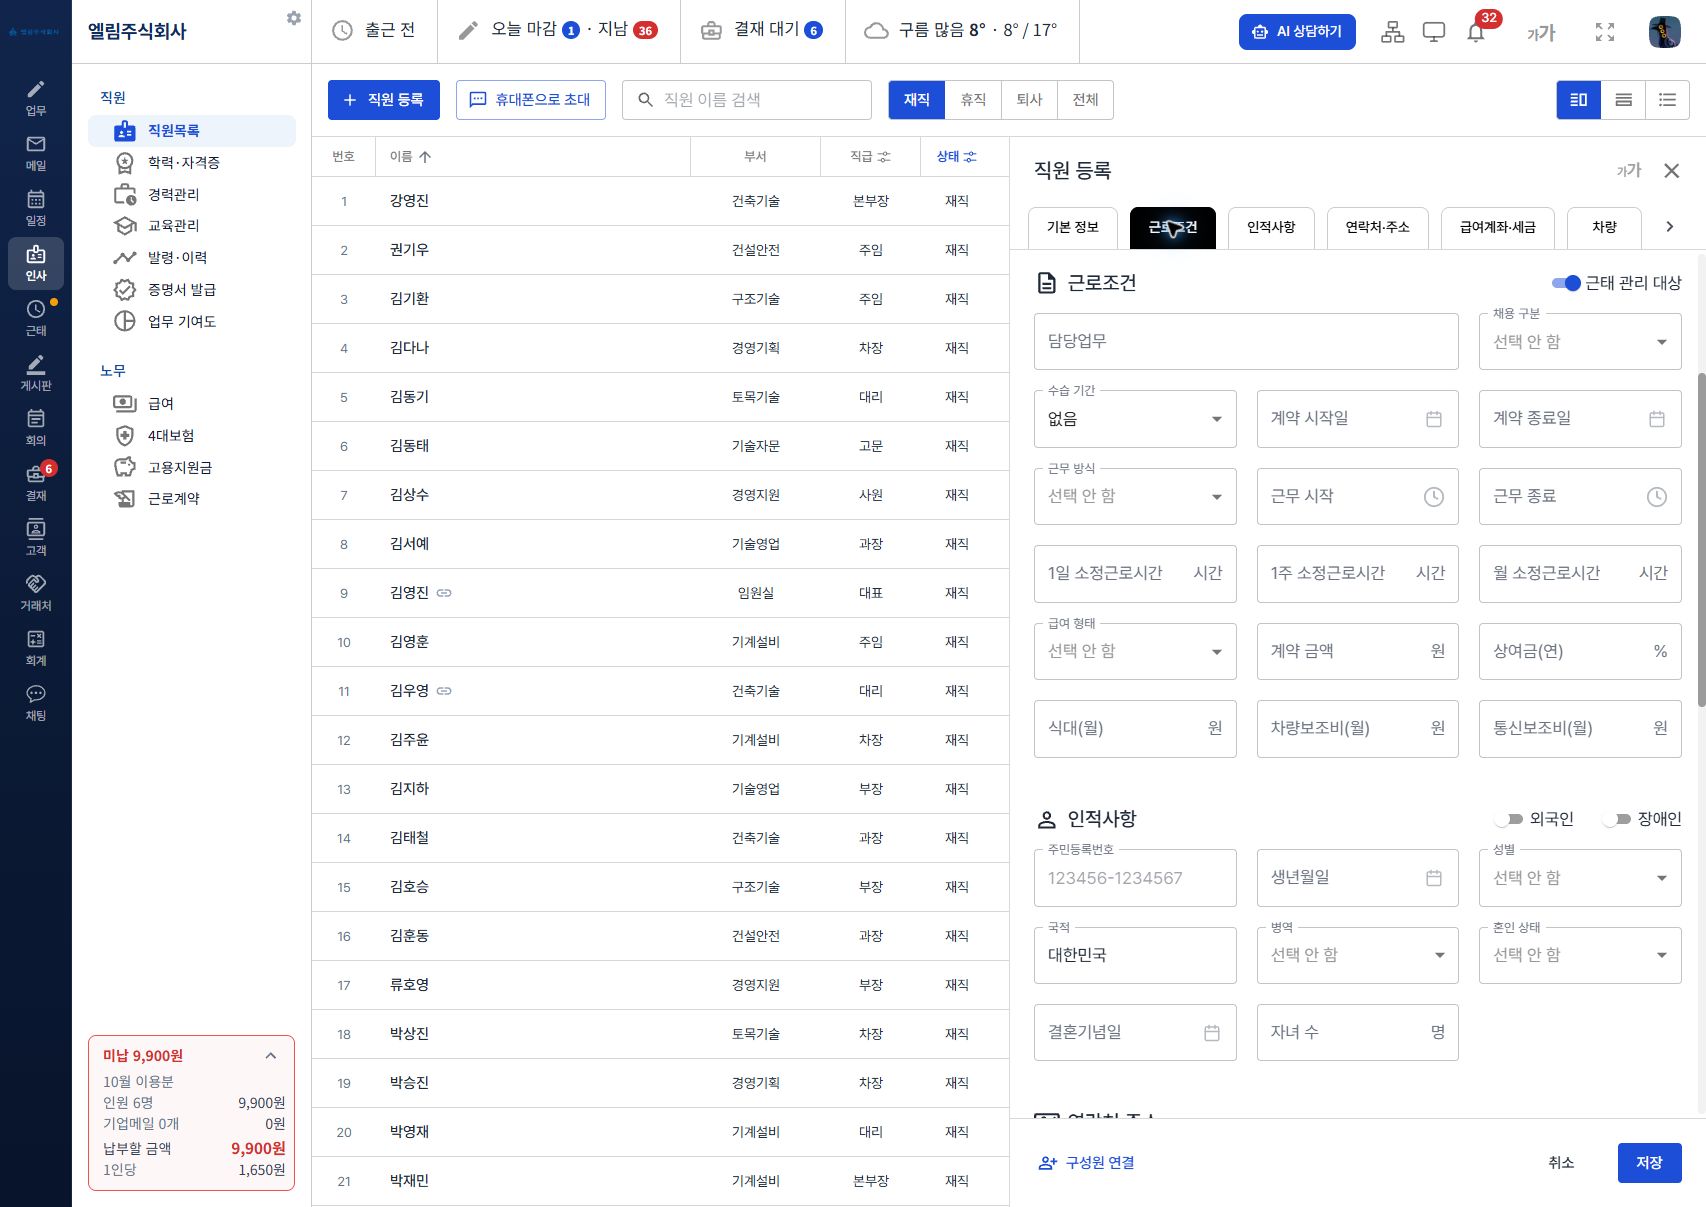 엘림주식회사
업무
메일
일정
인사
근태
게시판
회의
6
결재
고객
거래처
회계
채팅
엘림주식회사
직원
직원목록
학력·자격증
경력관리
교육관리
발령·이력
증명서 발급
업무 기여도
노무
급여
4대보험
고용지원금
근로계약
미납 9,900원
10월 이용분
인원 6명 9,900원
기업메일 0개 0원
납부할 금액 9,900원
1인당 1,650원
출근 전
오늘 마감 1 · 지남 36
결재 대기 6
구름 많음 8° · 8° / 17°
AI 상담하기
32
가가
직원 등록
휴대폰으로 초대
직원 이름 검색
재직 휴직 퇴사 전체
번호 이름 부서 직급 상태
1 강영진 건축기술 본부장 재직
2 권기우 건설안전 주임 재직
3 김기환 구조기술 주임 재직
4 김다나 경영기획 차장 재직
5 김동기 토목기술 대리 재직
6 김동태 기술자문 고문 재직
7 김상수 경영지원 사원 재직
8 김서예 기술영업 과장 재직
9 김영진 임원실 대표 재직
10 김영훈 기계설비 주임 재직
11 김우영 건축기술 대리 재직
12 김주윤 기계설비 차장 재직
13 김지하 기술영업 부장 재직
14 김태철 건축기술 과장 재직
15 김호승 구조기술 부장 재직
16 김훈동 건설안전 과장 재직
17 류호영 경영지원 부장 재직
18 박상진 토목기술 차장 재직
19 박승진 경영기획 차장 재직
20 박영재 기계설비 대리 재직
21 박재민 기계설비 본부장 재직
직원 등록
가가
기본 정보 근로조건 인적사항 연락처·주소 급여계좌·세금 차량
근로조건
근태 관리 대상
담당업무
채용 구분
선택 안 함
수습 기간
없음
계약 시작일
계약 종료일
근무 방식
선택 안 함
근무 시작
근무 종료
1일 소정근로시간 시간
1주 소정근로시간 시간
월 소정근로시간 시간
급여 형태
선택 안 함
계약 금액 원
상여금(연) %
식대(월) 원
차량보조비(월) 원
통신보조비(월) 원
인적사항
외국인
장애인
주민등록번호
123456-1234567
생년월일
성별
선택 안 함
국적
대한민국
병역
선택 안 함
혼인 상태
선택 안 함
결혼기념일
자녀 수 명
연락처·주소
구성원 연결
취소
저장